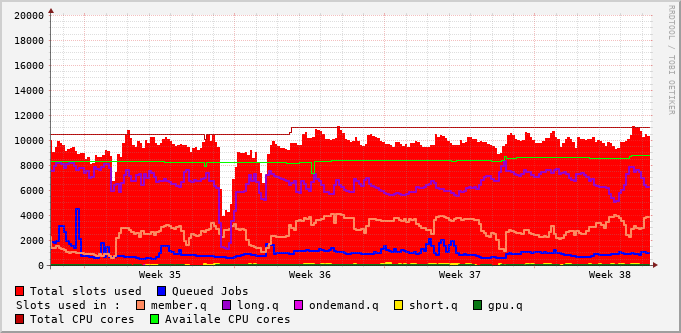 20000
18000
16000
14000
12000
10000
8000
6000
4000
2000
0
Week 35 Week 36 Week 37 Week 38
Total slots used Queued Jobs
Slots used in : member.q long.q ondemand.q short.q gpu.q
Total CPU cores Availale CPU cores
RRDTOOL / TOBI OETIKER